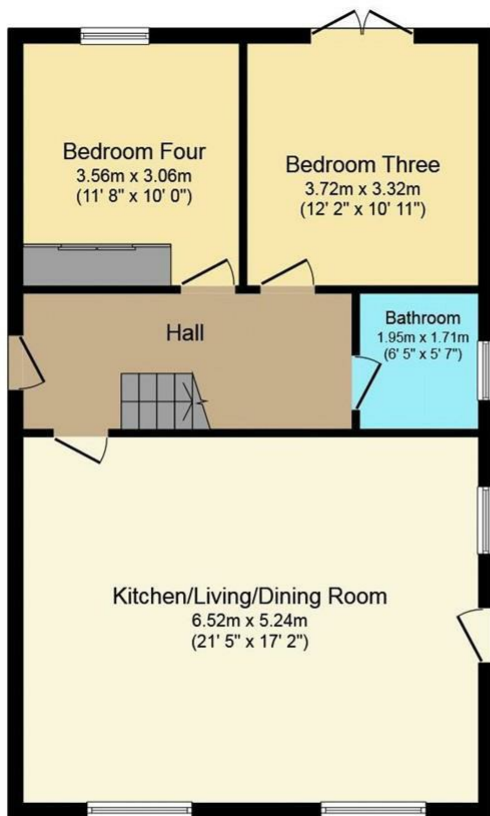 Bedroom Four
3.56m x 3.06m
(11' 8" x 10' 0")
Bedroom Three
3.72m x 3.32m
(12' 2" x 10' 11")
Hall
Bathroom
1.95m x 1.71m
(6' 5" x 5' 7")
Kitchen/Living/Dining Room
6.52m x 5.24m
(21' 5" x 17' 2")